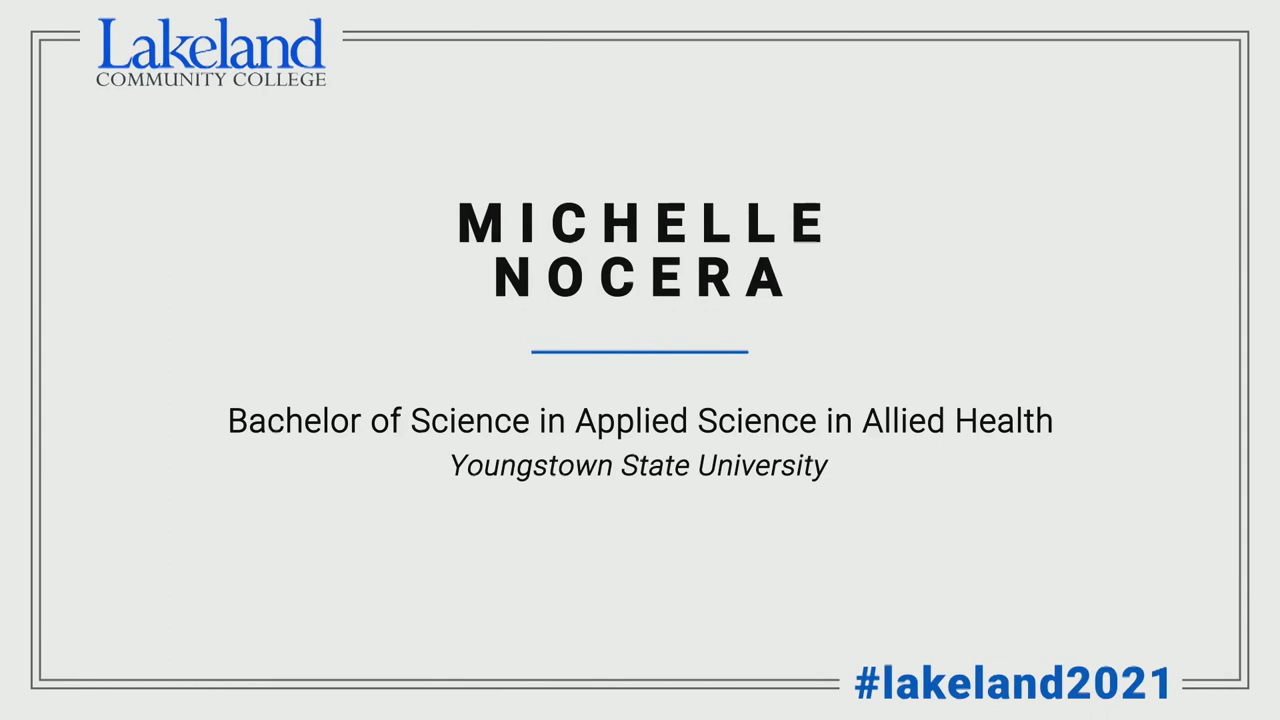 Lakeland
COMMUNITY COLLEGE
MICHELLE
NOCERA
Bachelor of Science in Applied Science in Allied Health
Youngstown State University
#lakeland2021